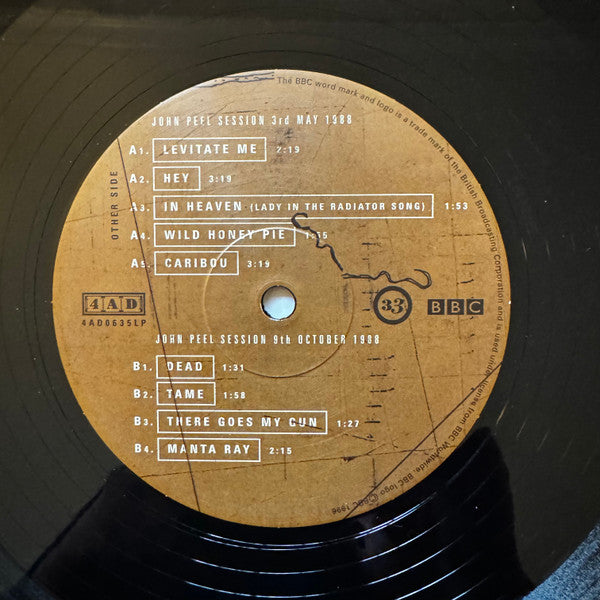 JOHN PEEL SESSION 3rd MAY 1988
A1. LEVITATE ME 2:19
A2. HEY 3:19
A3. IN HEAVEN (LADY IN THE RADIATOR SONG) 1:53
A4. WILD HONEY PIE 1:15
A5. CARIBOU 3:19
OTHER SIDE
4AD
4AD0635LP
33
BBC
JOHN PEEL SESSION 9th OCTOBER 1988
B1. DEAD 1:31
B2. TAME 1:58
B3. THERE GOES MY GUN 1:27
B4. MANTA RAY 2:15
The BBC word mark and logo is a trade mark of the British Broadcasting Corporation and is used under license from BBC Worldwide. BBC logo ©BBC 1996